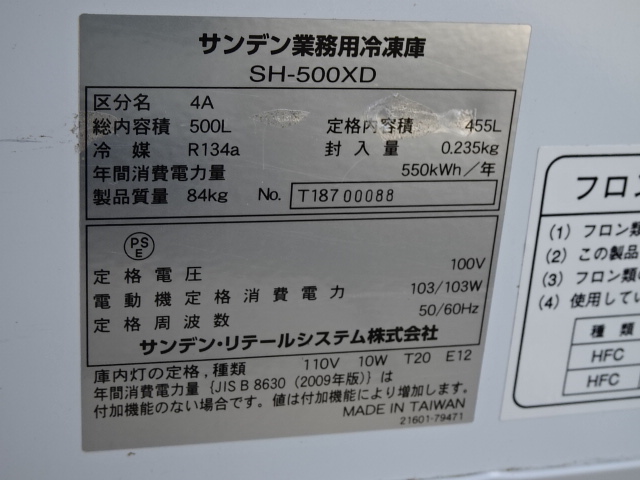 サンデン業務用冷凍庫
SH-500XD
区分名 4A
総内容積 500L 定格内容積 455L
冷媒 R134a 封入量 0.235kg
年間消費電力量 550kWh/年
製品質量 84kg No. T18700088
PS
E
定格電圧 100V
電動機定格消費電力 103/103W
定格周波数 50/60Hz
サンデン・リテールシステム株式会社
庫内灯の定格,種類 110V 10W T20 E12
年間消費電力量 {JIS B 8630 (2009年版)} は
付加機能のない場合です。値は付加機能により増加します。
MADE IN TAIWAN
21601-79471
フロン
(1) フロン類
(2) この製品
(3) フロン類の
(4) 使用してい
種類
HFC
HFC